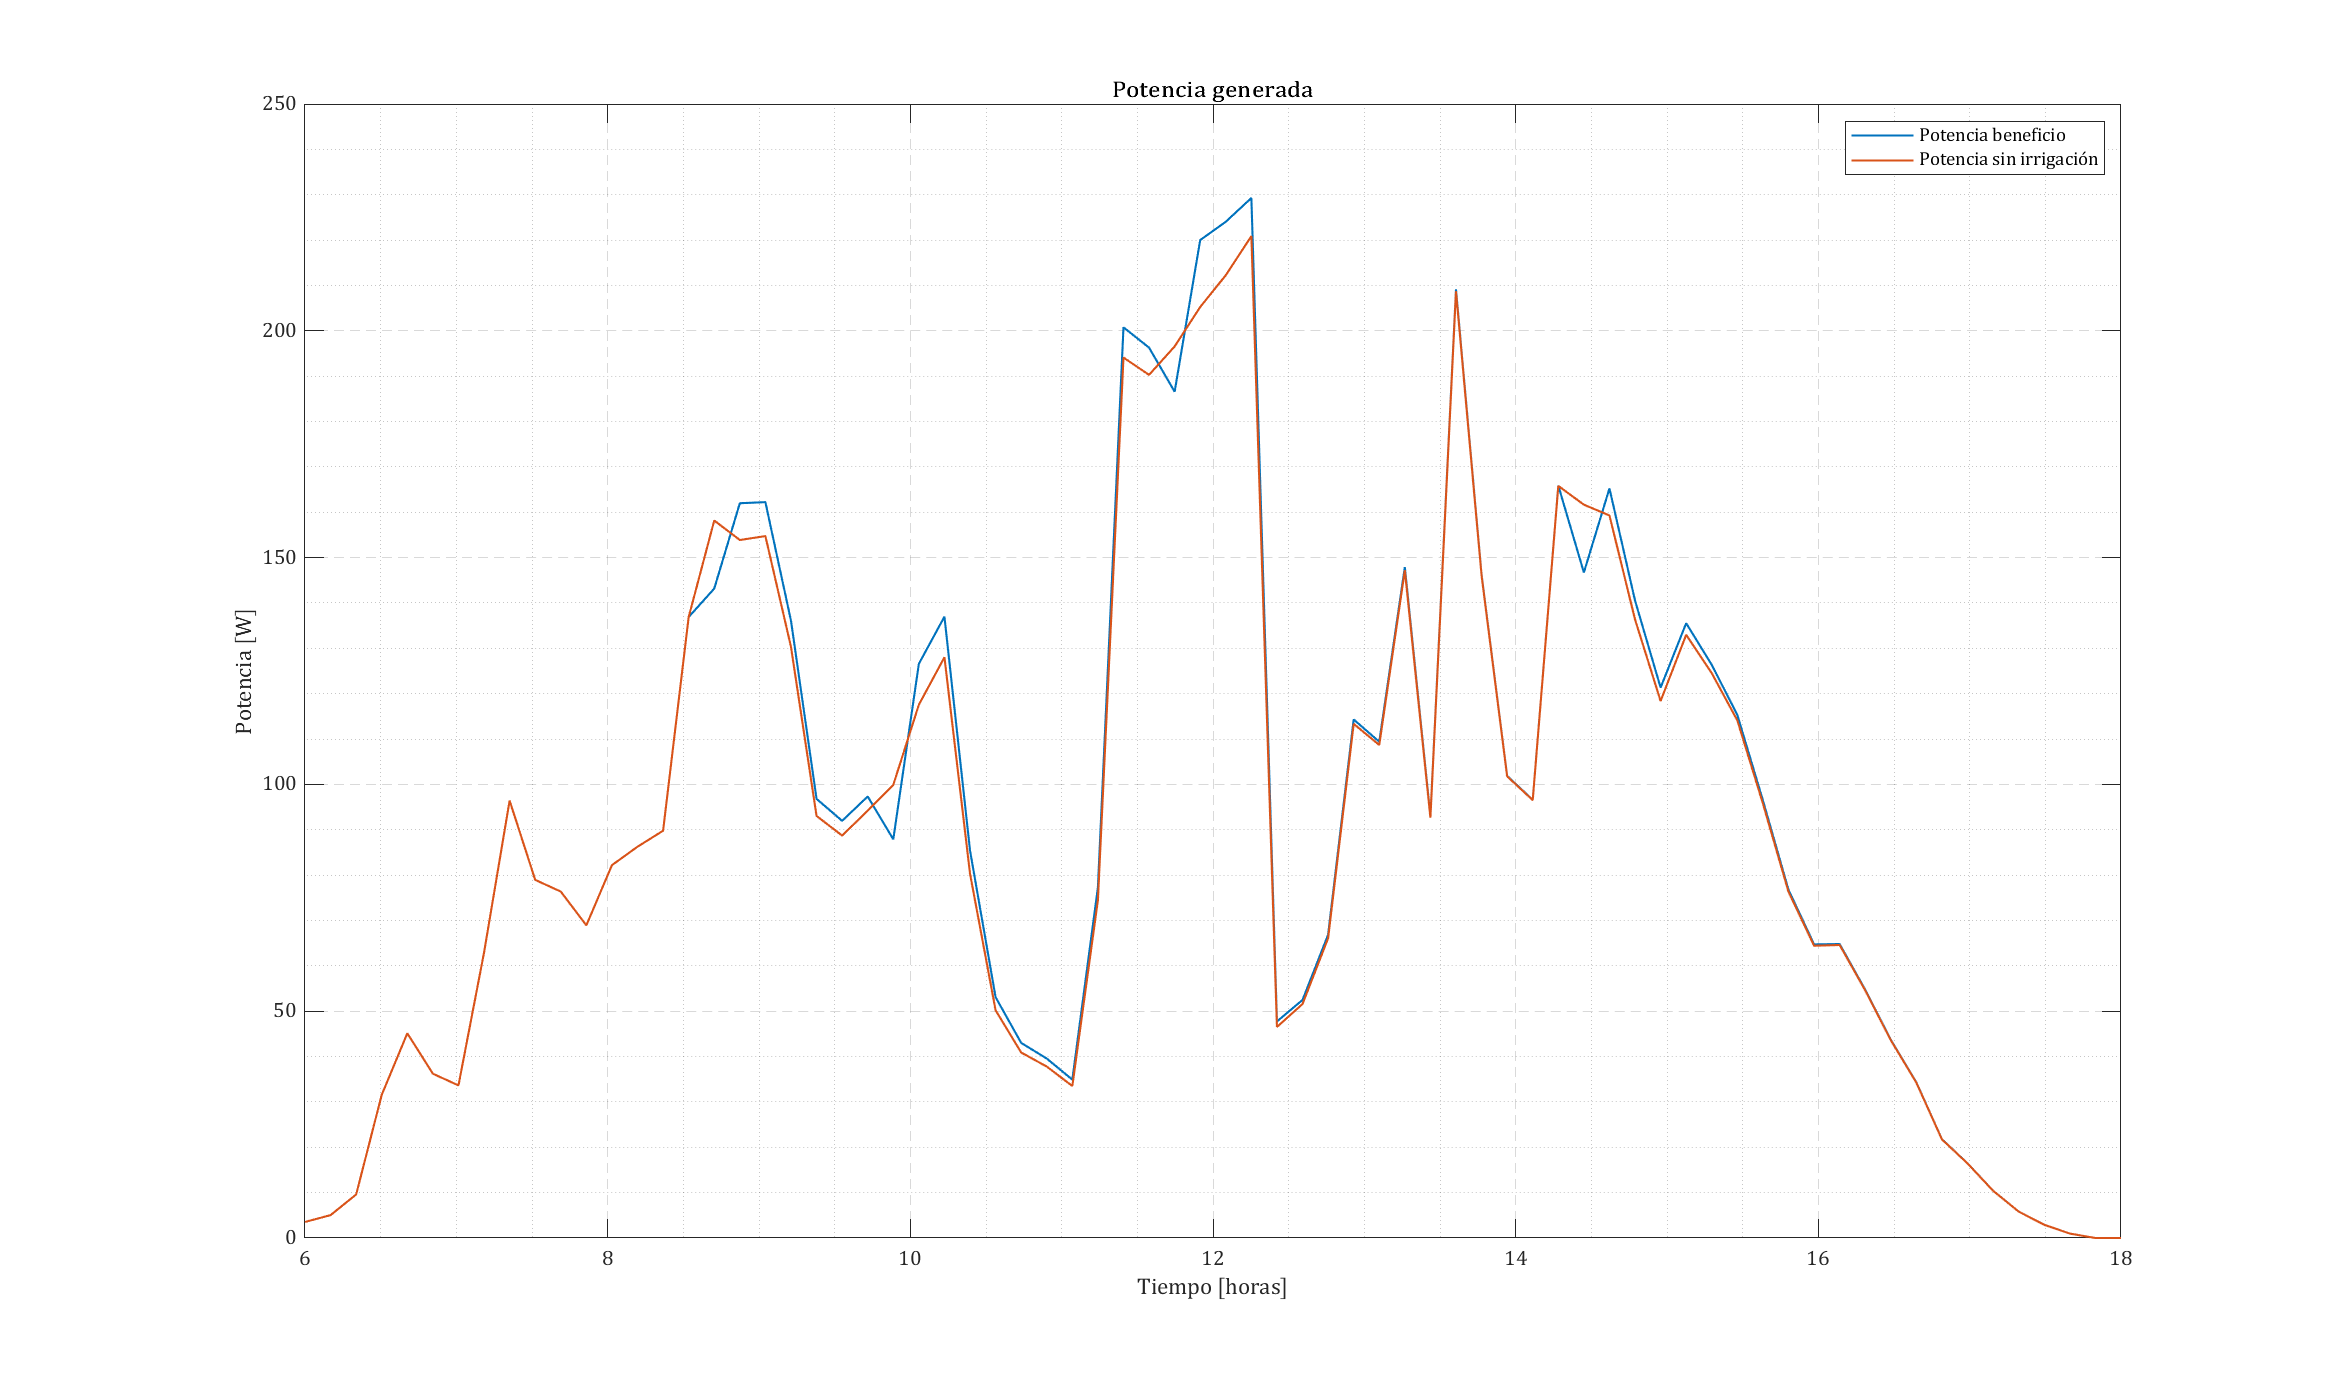 Potencia generada
250
200
150
100
50
0
Potencia [W]
Potencia beneficio
Potencia sin irrigación
6 8 10 12 14 16 18
Tiempo [horas]